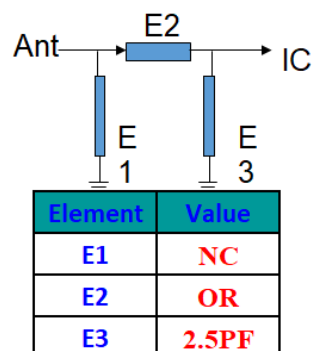 E2
Ant
IC
E
1
E
3
Element Value
E1 NC
E2 OR
E3 2.5PF